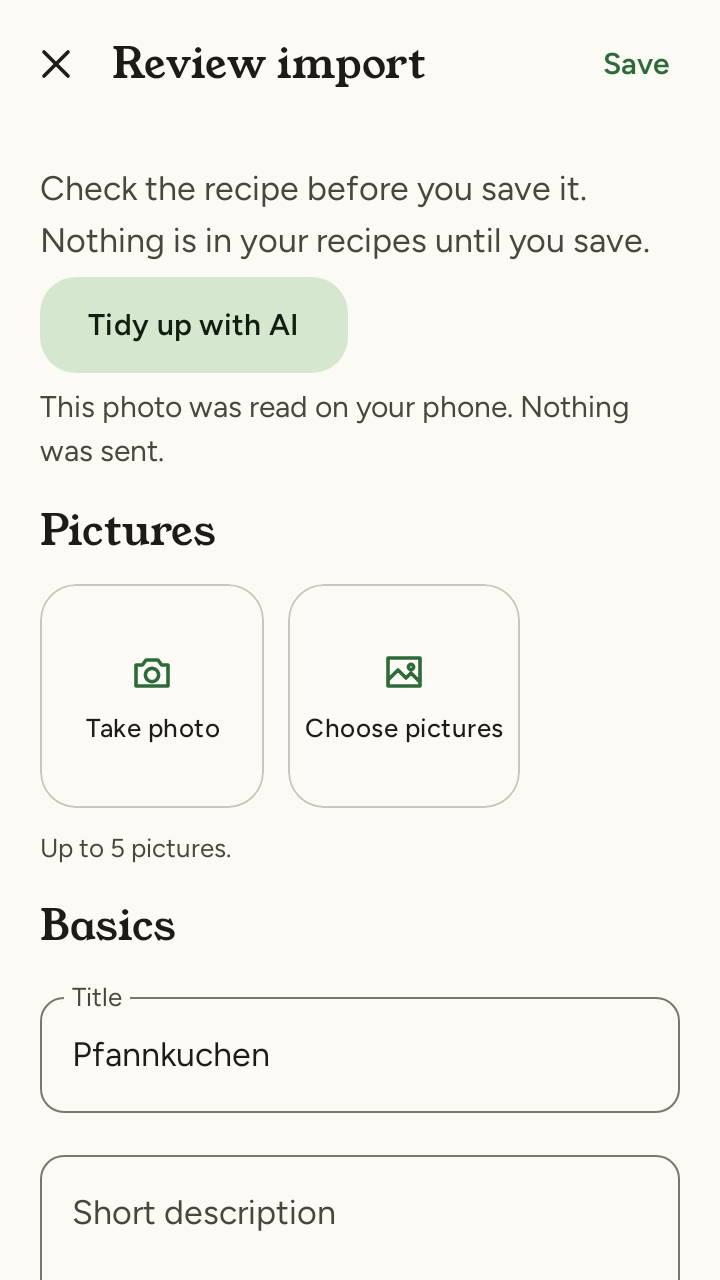 Review import
Save
Check the recipe before you save it.
Nothing is in your recipes until you save.
Tidy up with AI
This photo was read on your phone. Nothing
was sent.
Pictures
Take photo
Choose pictures
Up to 5 pictures.
Basics
Title
Pfannkuchen
Short description